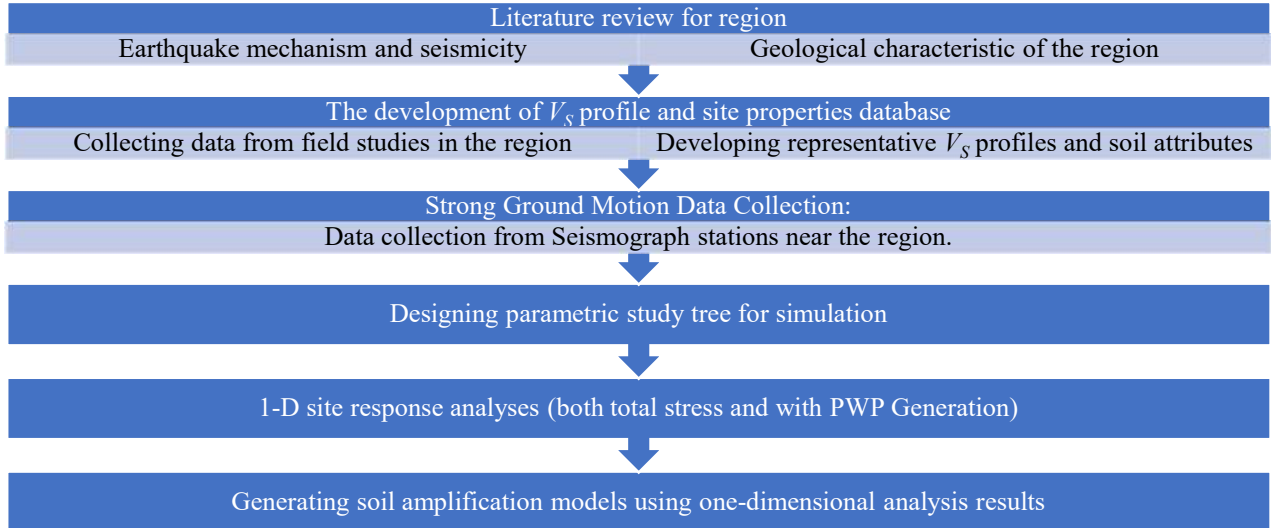 Literature review for region
Earthquake mechanism and seismicity
Geological characteristic of the region
The development of V_S profile and site properties database
Collecting data from field studies in the region
Developing representative V_S profiles and soil attributes
Strong Ground Motion Data Collection:
Data collection from Seismograph stations near the region.
Designing parametric study tree for simulation
1-D site response analyses (both total stress and with PWP Generation)
Generating soil amplification models using one-dimensional analysis results